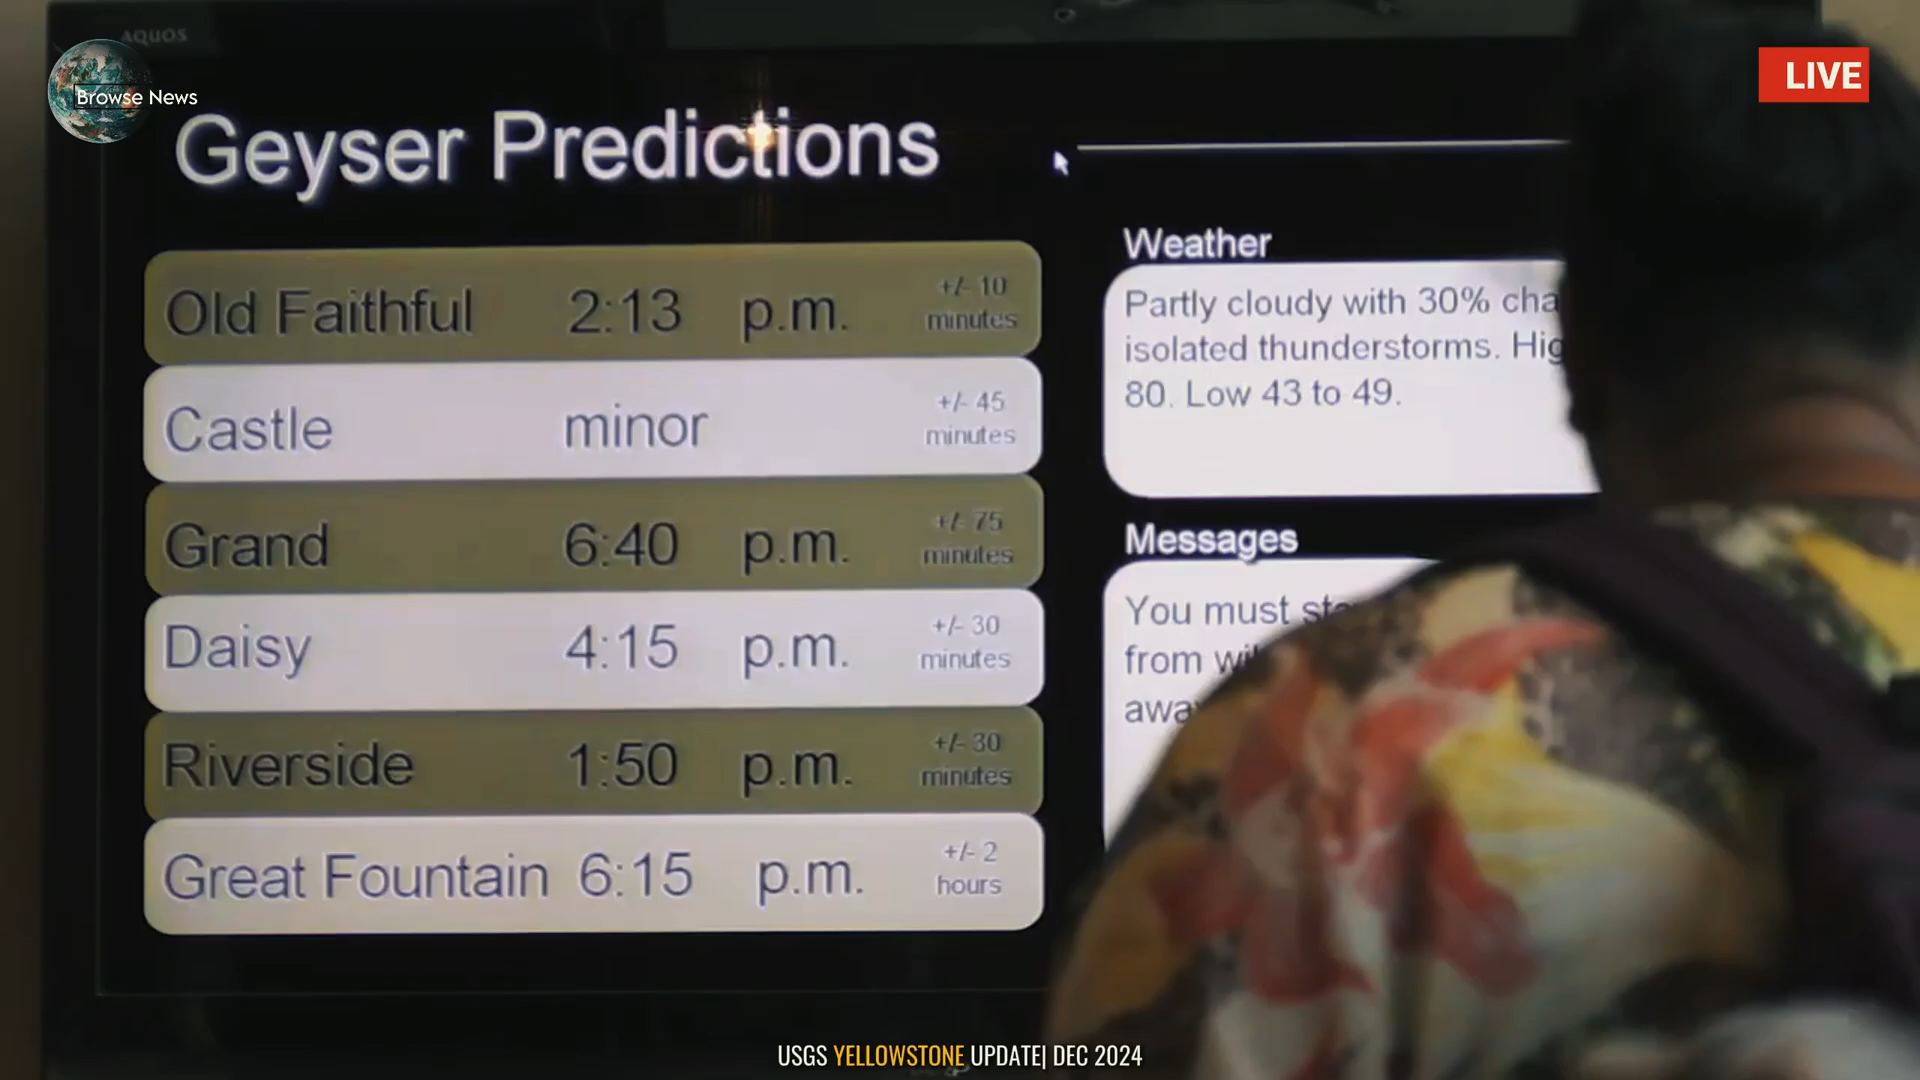 AQUOS
Browse News
LIVE
Geyser Predictions
Old Faithful 2:13 p.m. +/- 10 minutes
Castle minor +/- 45 minutes
Grand 6:40 p.m. +/- 75 minutes
Daisy 4:15 p.m. +/- 30 minutes
Riverside 1:50 p.m. +/- 30 minutes
Great Fountain 6:15 p.m. +/- 2 hours
Weather
Partly cloudy with 30%
isolated thunderstorms.
80. Low 43 to 49.
Messages
You must
from
USGS YELLOWSTONE UPDATE| DEC 2024